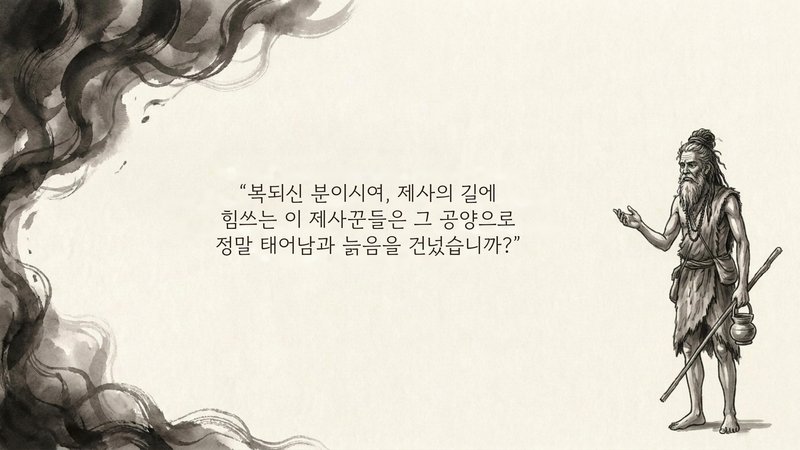 “복되신 분이시여, 제사의 길에
힘쓰는 이 제사꾼들은 그 공양으로
정말 태어남과 늙음을 건넜습니까?”